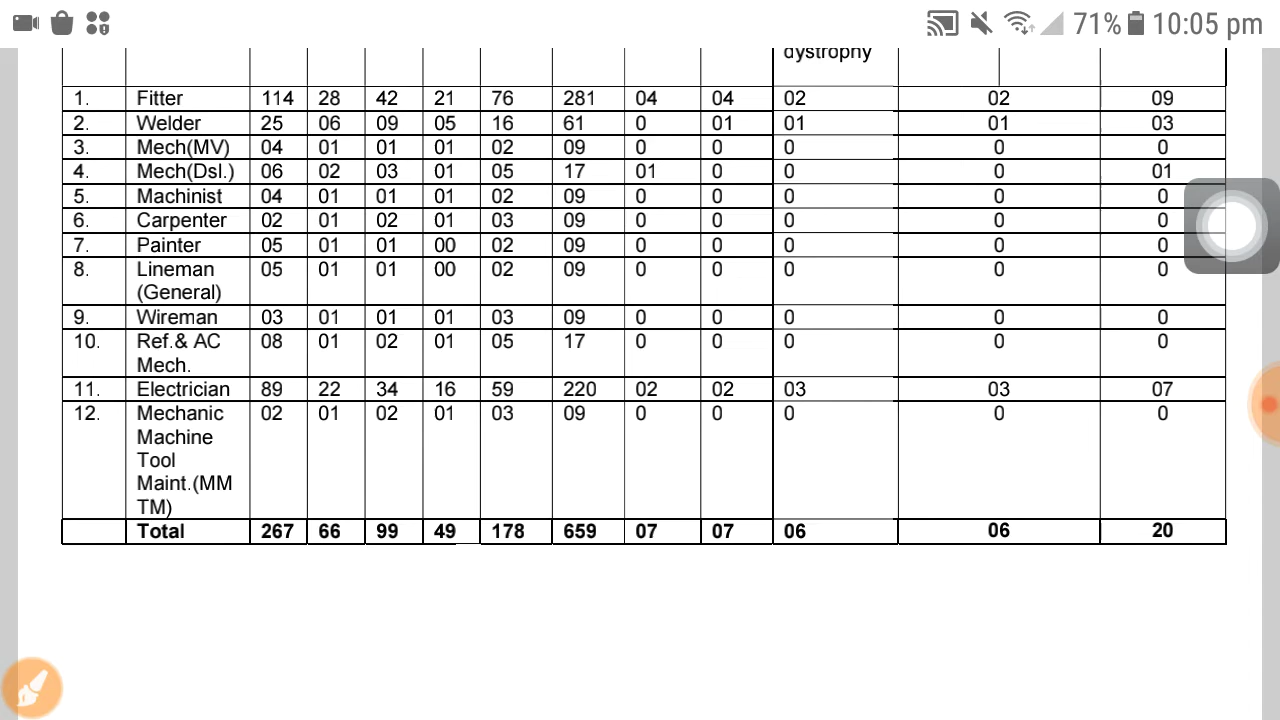 71% 10:05 pm
dystrophy
1. Fitter 114 28 42 21 76 281 04 04 02 02 09
2. Welder 25 06 09 05 16 61 0 01 01 01 03
3. Mech(MV) 04 01 01 01 02 09 0 0 0 0 0
4. Mech(Dsl.) 06 02 03 01 05 17 01 0 0 0 01
5. Machinist 04 01 01 01 02 09 0 0 0 0 0
6. Carpenter 02 01 02 01 03 09 0 0 0 0 0
7. Painter 05 01 01 00 02 09 0 0 0 0 0
8. Lineman 05 01 01 00 02 09 0 0 0 0 0
(General)
9. Wireman 03 01 01 01 03 09 0 0 0 0 0
10. Ref.& AC 08 01 02 01 05 17 0 0 0 0 0
Mech.
11. Electrician 89 22 34 16 59 220 02 02 03 03 07
12. Mechanic 02 01 02 01 03 09 0 0 0 0 0
Machine
Tool
Maint.(MM
TM)
Total 267 66 99 49 178 659 07 07 06 06 20